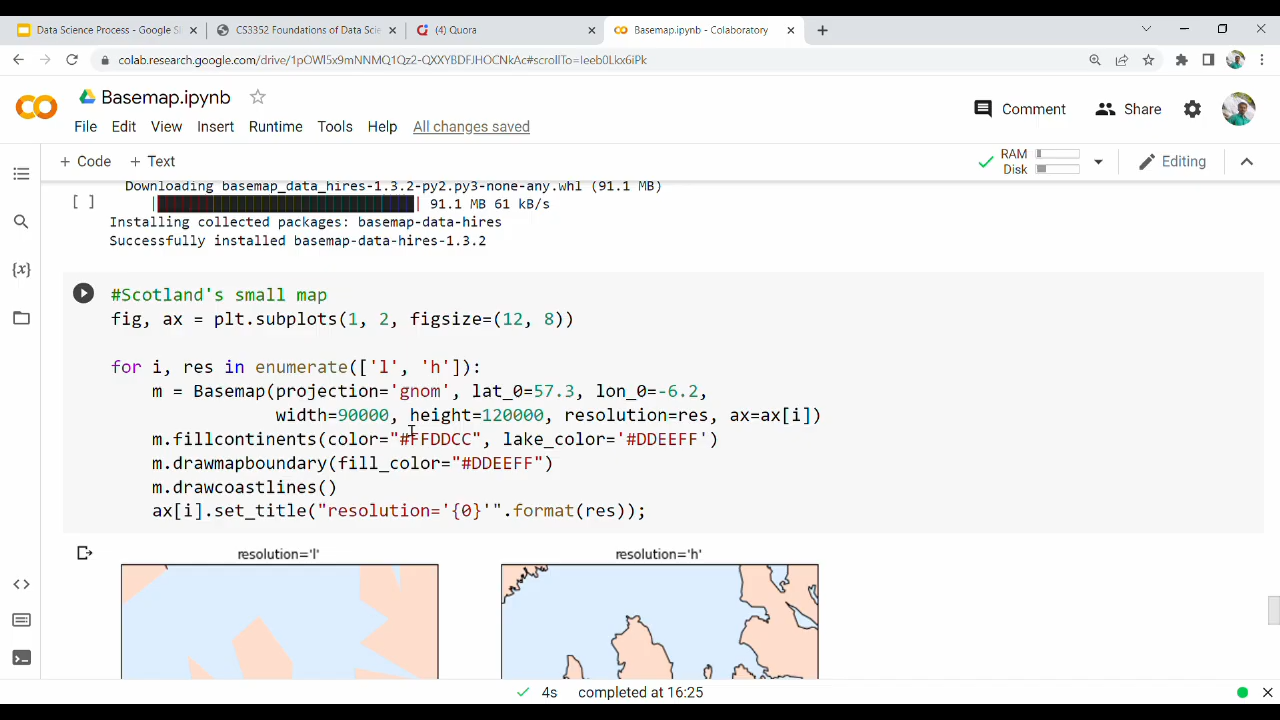 Data Science Process - Google S
CS3352 Foundations of Data Scie
(4) Quora
Basemap.ipynb - Colaboratory
colab.research.google.com/drive/1pOWl5x9mNNMQ1Qz2-QXXYBDFJHOCNkAc#scrollTo=Ieeb0Lkx6iPk
Basemap.ipynb
Comment
Share
File Edit View Insert Runtime Tools Help All changes saved
+ Code + Text
RAM
Disk
Editing
Downloading basemap_data_hires-1.3.2-py2.py3-none-any.whl (91.1 MB)
[ ] | | 91.1 MB 61 kB/s
Installing collected packages: basemap-data-hires
Successfully installed basemap-data-hires-1.3.2
#Scotland's small map
fig, ax = plt.subplots(1, 2, figsize=(12, 8))
for i, res in enumerate(['l', 'h']):
m = Basemap(projection='gnom', lat_0=57.3, lon_0=-6.2,
width=90000, height=120000, resolution=res, ax=ax[i])
m.fillcontinents(color="#FFDDCC", lake_color='#DDEEFF')
m.drawmapboundary(fill_color="#DDEEFF")
m.drawcoastlines()
ax[i].set_title("resolution='{0}'".format(res));
resolution='l'
resolution='h'
4s completed at 16:25